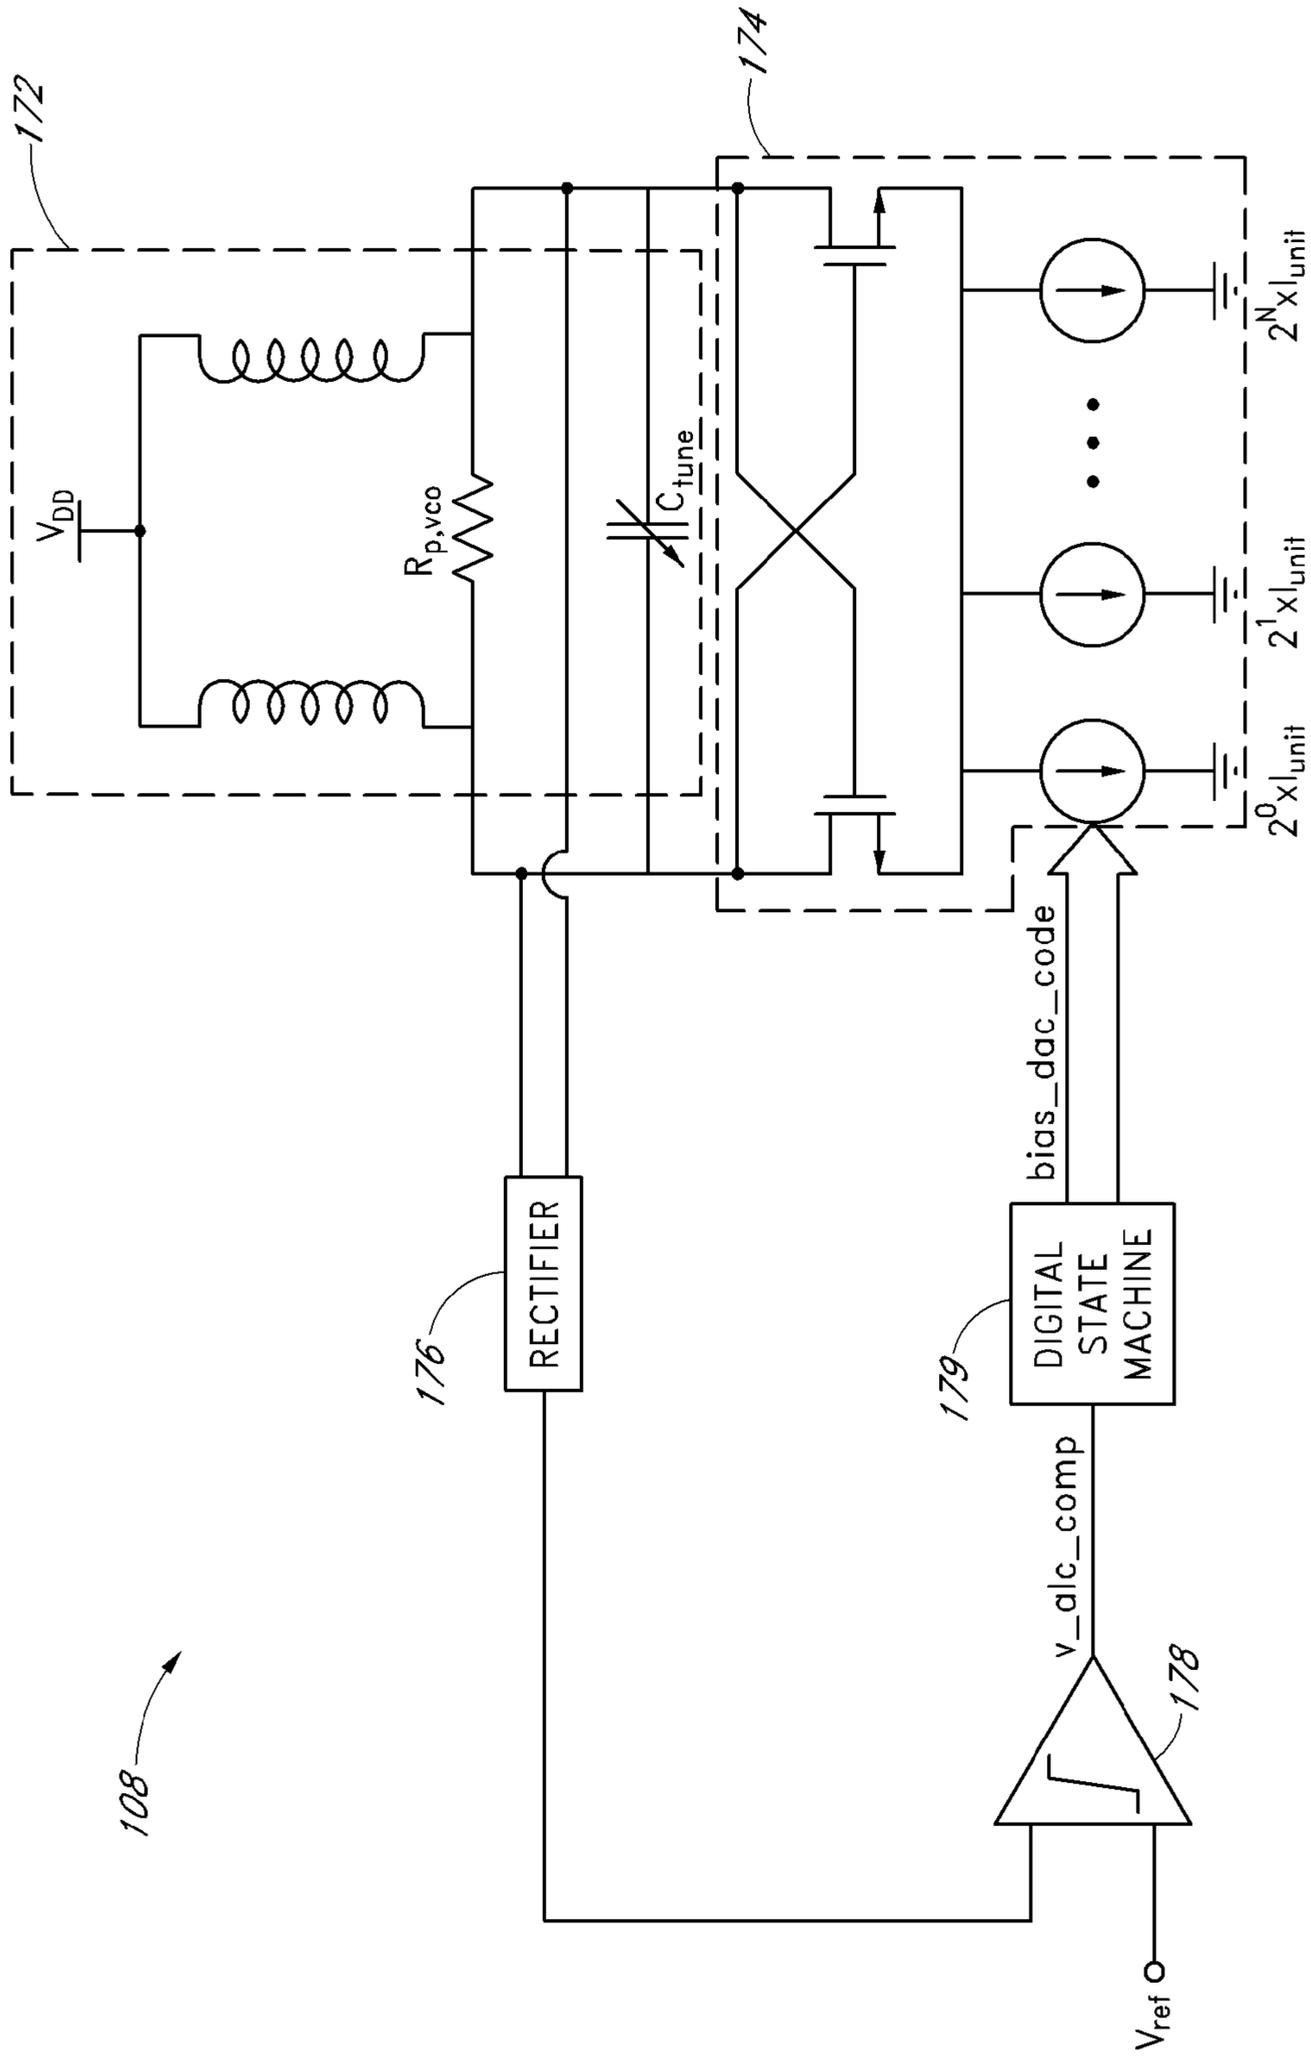 108
172
V_DD
R_p,vco
C_tune
174
176
RECTIFIER
V_ref
178
v_alc_comp
179
DIGITAL
STATE
MACHINE
bias_dac_code
2^0 x I_unit
2^1 x I_unit
2^N x I_unit